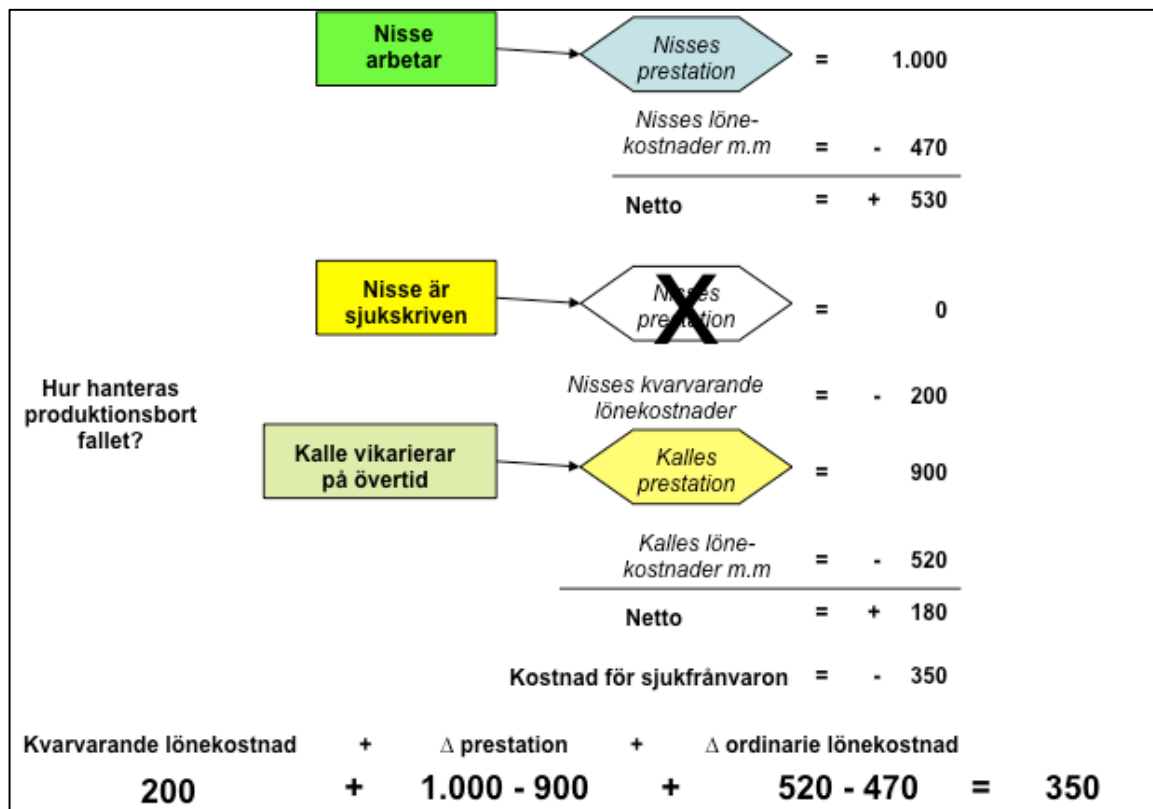 Nisse
arbetar
Nisses
prestation
= 1.000
Nisses löne-
kostnader m.m = - 470
Netto = + 530
Nisse är
sjukskriven
Nisses
prestation
X
= 0
Hur hanteras
produktionsbort
fallet?
Nisses kvarvarande
lönekostnader = - 200
Kalle vikarierar
på övertid
Kalles
prestation
= 900
Kalles löne-
kostnader m.m = - 520
Netto = + 180
Kostnad för sjukfrånvaron = - 350
Kvarvarande lönekostnad + ∆ prestation + ∆ ordinarie lönekostnad
200 + 1.000 - 900 + 520 - 470 = 350